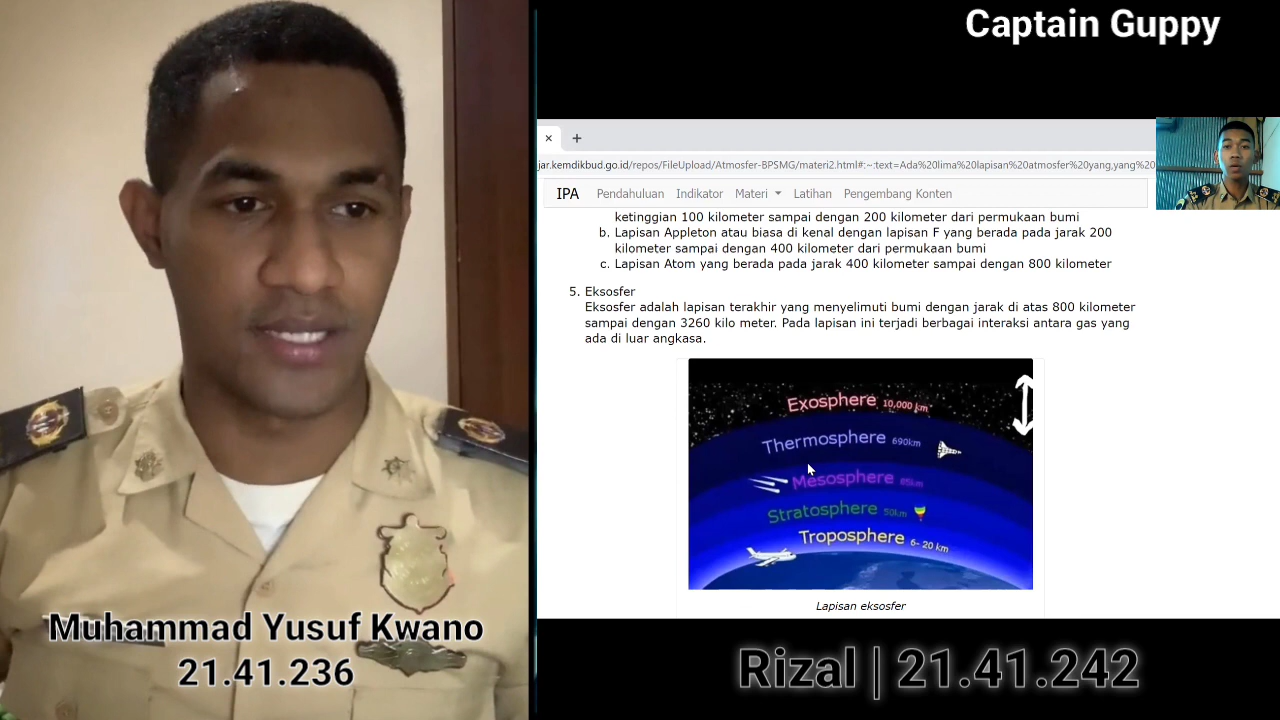 Captain Guppy
jar.kemdikbud.go.id/repos/FileUpload/Atmosfer-BPSMG/materi2.html#:~:text=Ada%20lima%20lapisan%20atmosfer%20yang,yang%20
IPA Pendahuluan Indikator Materi Latihan Pengembang Konten
ketinggian 100 kilometer sampai dengan 200 kilometer dari permukaan bumi
b. Lapisan Appleton atau biasa di kenal dengan lapisan F yang berada pada jarak 200
kilometer sampai dengan 400 kilometer dari permukaan bumi
c. Lapisan Atom yang berada pada jarak 400 kilometer sampai dengan 800 kilometer
5. Eksosfer
Eksosfer adalah lapisan terakhir yang menyelimuti bumi dengan jarak di atas 800 kilometer
sampai dengan 3260 kilo meter. Pada lapisan ini terjadi berbagai interaksi antara gas yang
ada di luar angkasa.
Exosphere 10,000 km
Thermosphere 690km
Mesosphere 85km
Stratosphere 50km
Troposphere 6- 20 km
Lapisan eksosfer
Muhammad Yusuf Kwano
21.41.236
Rizal | 21.41.242